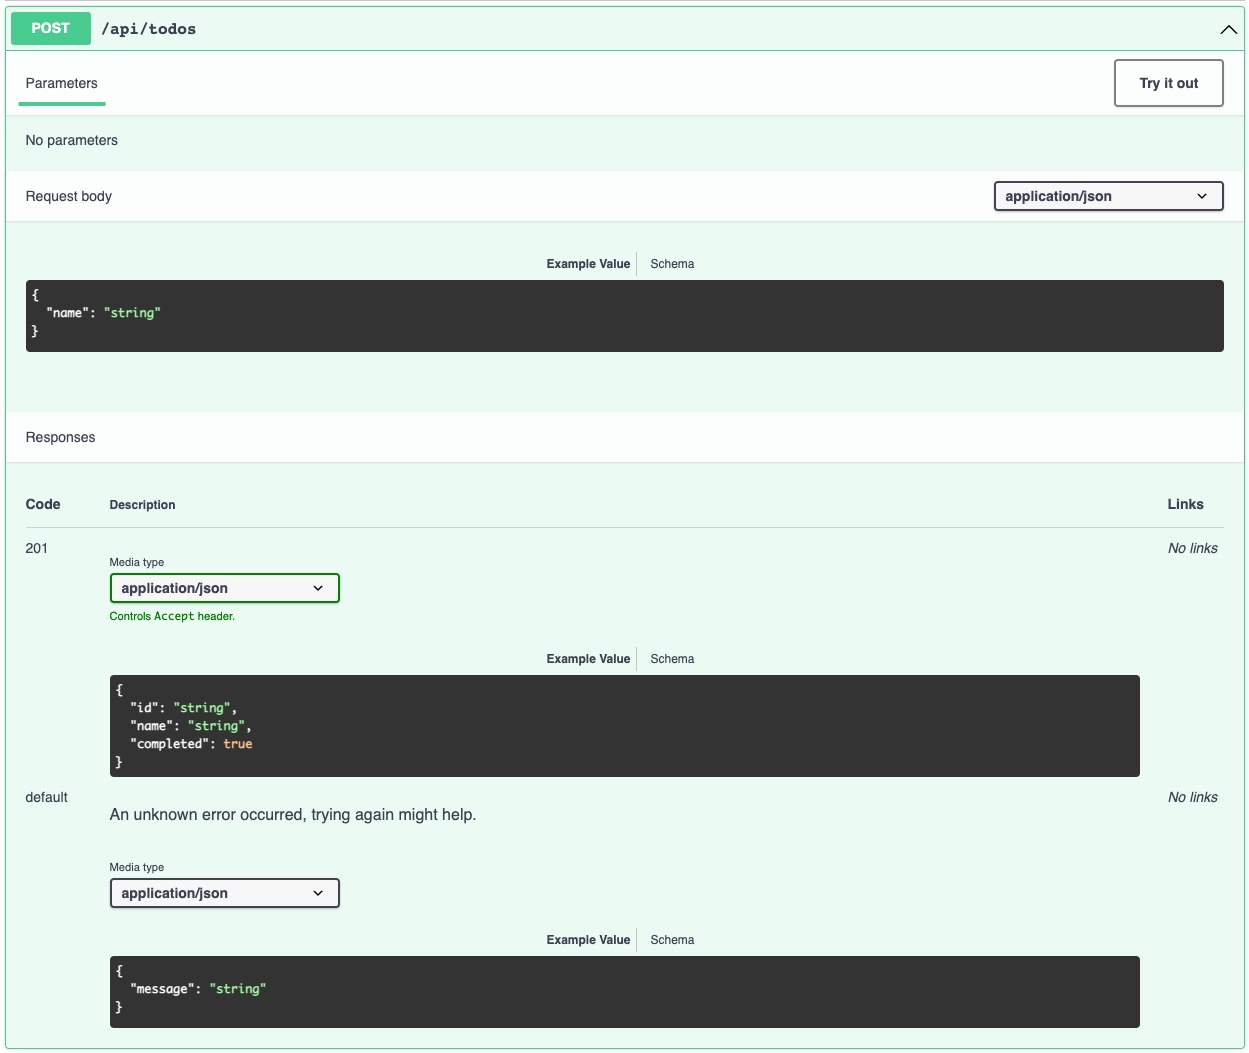 POST /api/todos
Parameters
Try it out
No parameters
Request body
application/json
Example Value
Schema
{
  "name": "string"
}
Responses
Code Description Links
201
No links
Media type
application/json
Controls Accept header.
Example Value
Schema
{
  "id": "string",
  "name": "string",
  "completed": true
}
default
No links
An unknown error occurred, trying again might help.
Media type
application/json
Example Value
Schema
{
  "message": "string"
}